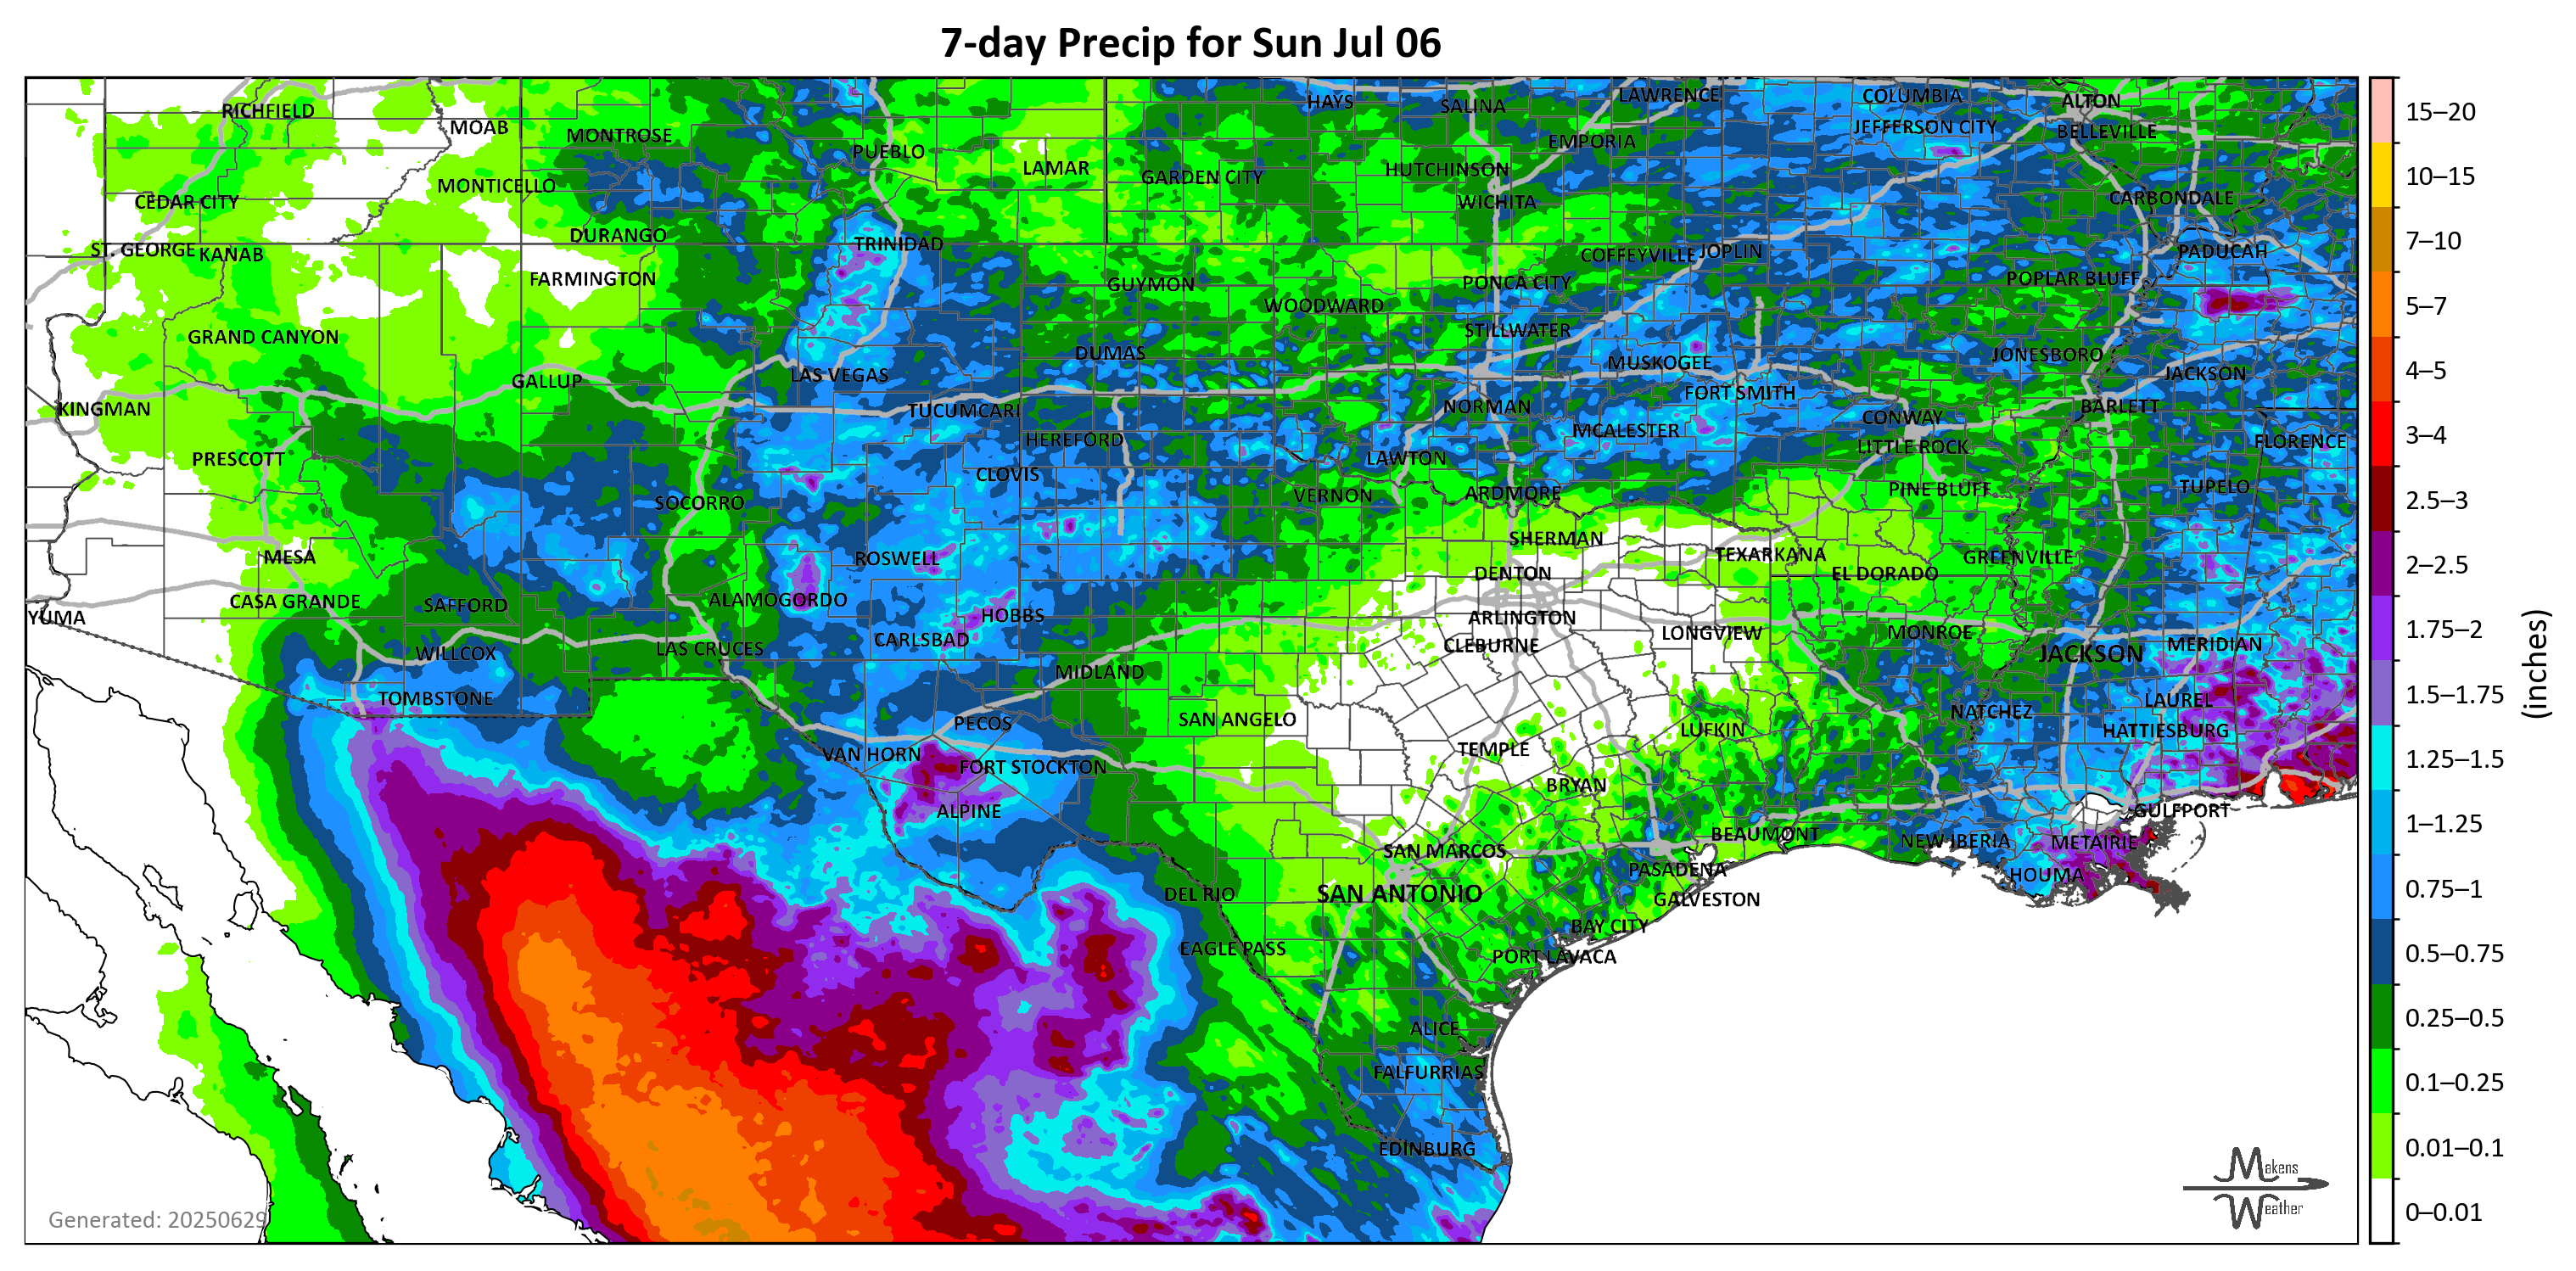 7-day Precip for Sun Jul 06
HAYS
SALINA
LAWRENCE
COLUMBIA
ALTON
RICHFIELD
MOAB
MONTROSE
PUEBLO
EMPORIA
JEFFERSON CITY
BELLEVILLE
LAMAR
GARDEN CITY
HUTCHINSON
MONTICELLO
CEDAR CITY
WICHITA
CARBONDALE
DURANGO
TRINIDAD
ST. GEORGE
KANAB
COFFEYVILLE
JOPLIN
PADUCAH
FARMINGTON
GUYMON
PONCA CITY
POPLAR BLUFF
WOODWARD
GRAND CANYON
STILLWATER
DUMAS
MUSKOGEE
JONESBORO
GALLUP
LAS VEGAS
JACKSON
FORT SMITH
KINGMAN
TUCUMCARI
NORMAN
CONWAY
BARLETT
HEREFORD
MCALESTER
LITTLE ROCK
FLORENCE
PRESCOTT
CLOVIS
LAWTON
SOCORRO
VERNON
ARDMORE
PINE BLUFF
TUPELO
MESA
ROSWELL
SHERMAN
TEXARKANA
GREENVILLE
DENTON
EL DORADO
CASA GRANDE
SAFFORD
ALAMOGORDO
HOBBS
YUMA
ARLINGTON
WILLCOX
LAS CRUCES
CARLSBAD
CLEBURNE
LONGVIEW
MONROE
JACKSON
MERIDIAN
MIDLAND
TOMBSTONE
LAUREL
PECOS
SAN ANGELO
NATCHEZ
LUFKIN
HATTIESBURG
VAN HORN
FORT STOCKTON
TEMPLE
ALPINE
BRYAN
GULFPORT
SAN MARCOS
BEAUMONT
NEW IBERIA
METAIRIE
PASADENA
HOUMA
DEL RIO
SAN ANTONIO
GALVESTON
BAY CITY
EAGLE PASS
PORT LAVACA
ALICE
FALFURRIAS
EDINBURG
Generated: 20250629
Makens
Weather
15–20
10–15
7–10
5–7
4–5
3–4
2.5–3
2–2.5
1.75–2
1.5–1.75
1.25–1.5
1–1.25
0.75–1
0.5–0.75
0.25–0.5
0.1–0.25
0.01–0.1
0–0.01
(inches)